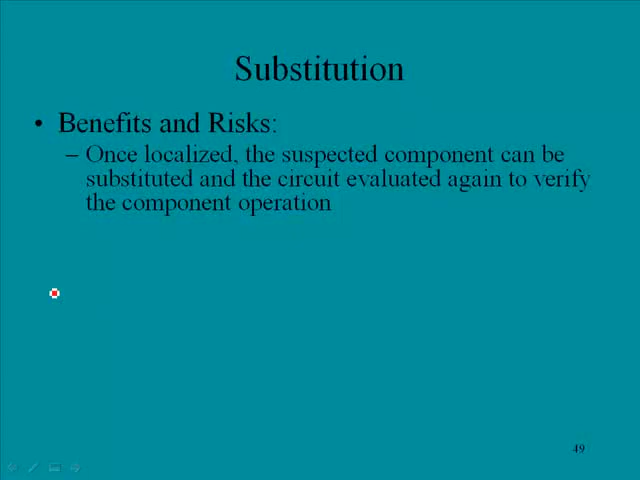 Substitution
• Benefits and Risks:
– Once localized, the suspected component can be
substituted and the circuit evaluated again to verify
the component operation
49